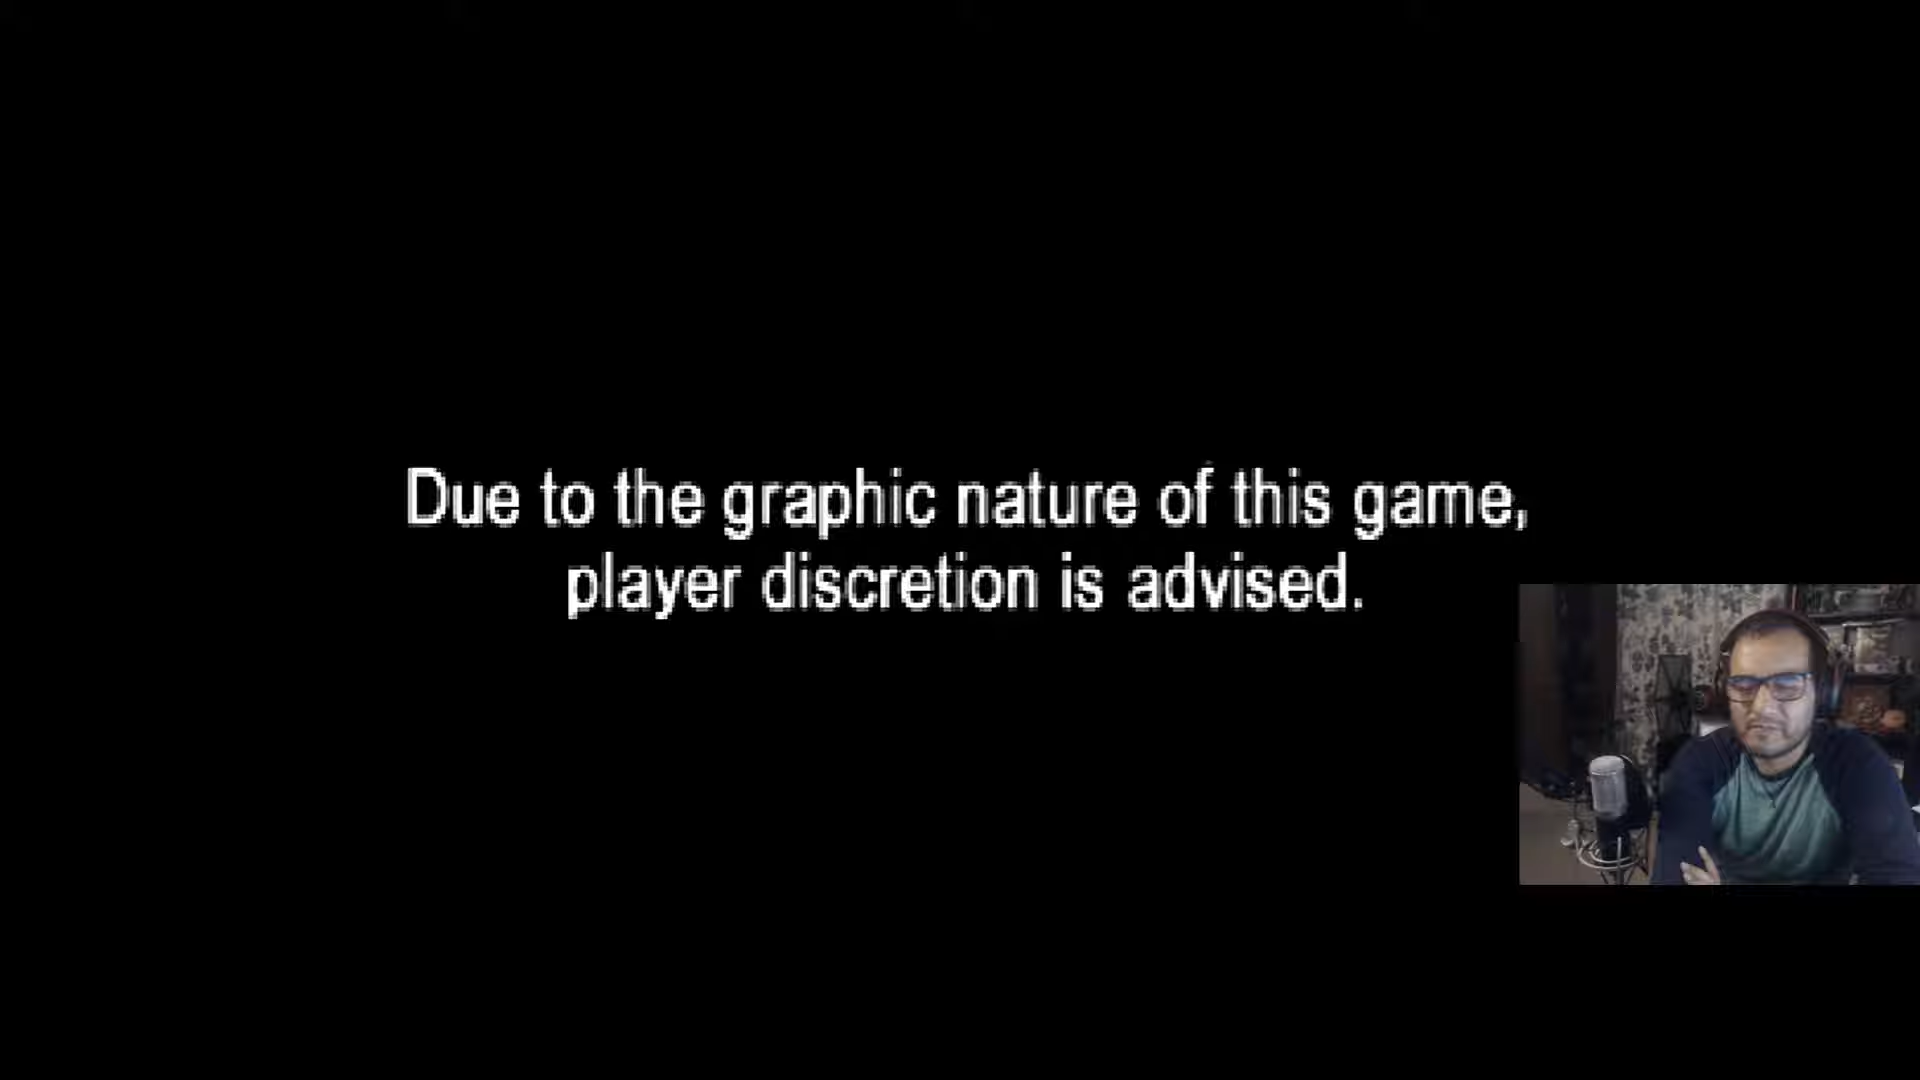 Due to the graphic nature of this game,
player discretion is advised.